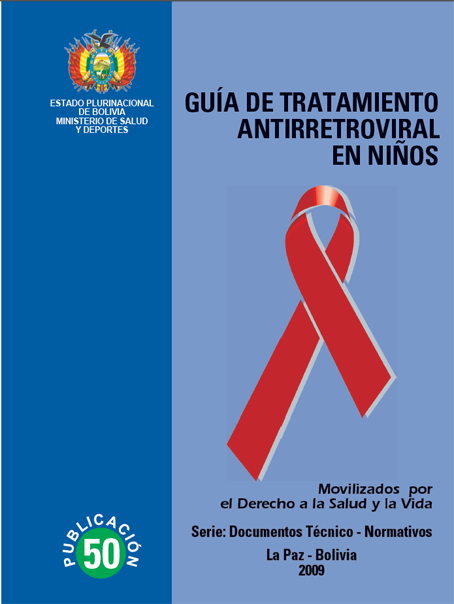 ESTADO PLURINACIONAL
DE BOLIVIA
MINISTERIO DE SALUD
Y DEPORTES
GUÍA DE TRATAMIENTO
ANTIRRETROVIRAL
EN NIÑOS
Movilizados por
el Derecho a la Salud y la Vida
Serie: Documentos Técnico - Normativos
La Paz - Bolivia
2009
PUBLICACIÓN
50